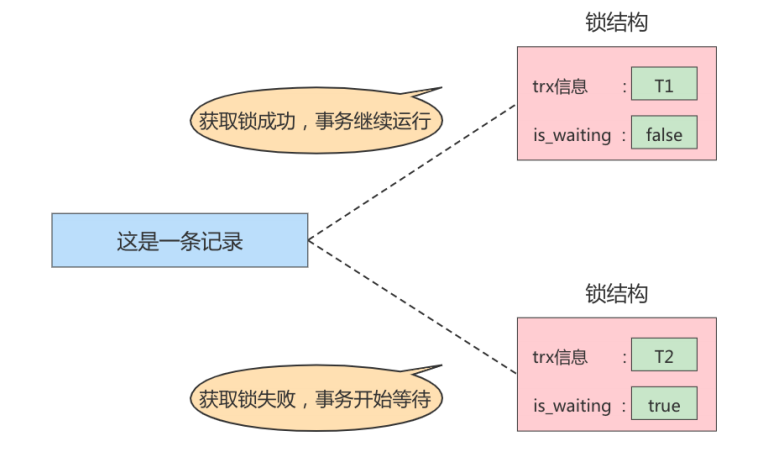 锁结构
trx信息 : T1
is_waiting : false
获取锁成功，事务继续运行
这是一条记录
锁结构
trx信息 : T2
is_waiting : true
获取锁失败，事务开始等待